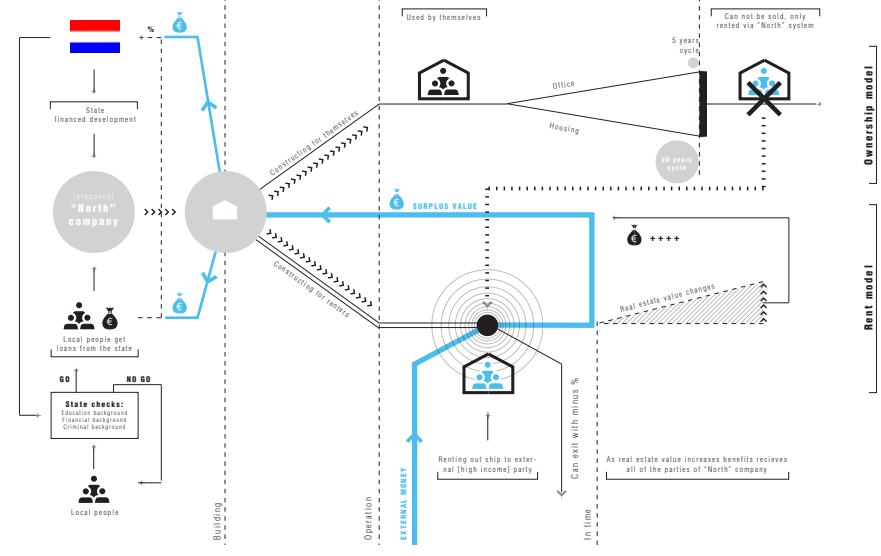 Used by themselves
Can not be sold, only
rented via "North" system
%
5 years
cycle
State
financed development
Office
Housing
Constructing for themselves
20 years
cycle
Ownership model
[proposed]
"North"
company
€
SURPLUS VALUE
€
++++
Constructing for renters
Real estate value changes
Rent model
Local people get
loans from the state
GO
NO GO
State checks:
Education background
Financial background
Criminal background
Local people
Can exit with minus %
Renting out ship to exter-
nal [high income] party
As real estate value increases benefits recieves
all of the parties of "North" company
Building
Operation
EXTERNAL MONEY
In time
€
€
€